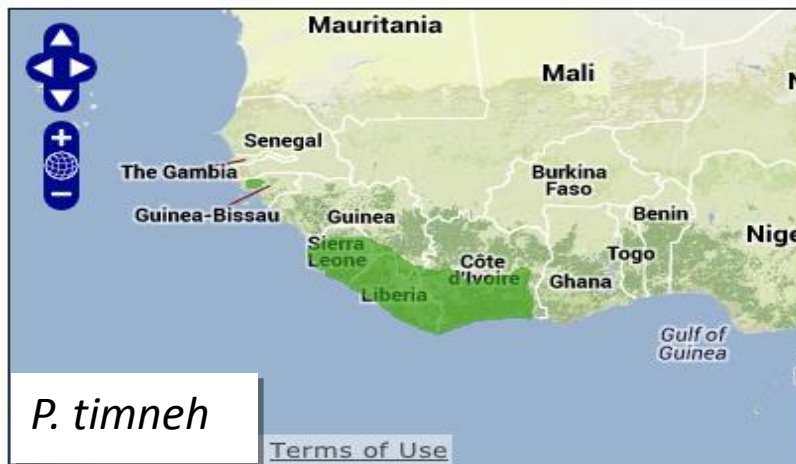 Mauritania
Mali
Senegal
The Gambia
Burkina
Faso
Guinea-Bissau
Guinea
Benin
Nige
Sierra
Leone
Côte
d'Ivoire
Togo
Ghana
Liberia
Gulf of
Guinea
P. timneh
Terms of Use